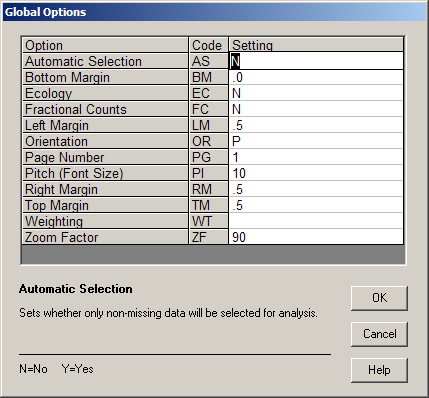 Global Options
Option Code Setting
Automatic Selection AS N
Bottom Margin BM .0
Ecology EC N
Fractional Counts FC N
Left Margin LM .5
Orientation OR P
Page Number PG 1
Pitch (Font Size) PI 10
Right Margin RM .5
Top Margin TM .5
Weighting WT
Zoom Factor ZF 90
Automatic Selection
Sets whether only non-missing data will be selected for analysis.
N=No Y=Yes
OK
Cancel
Help